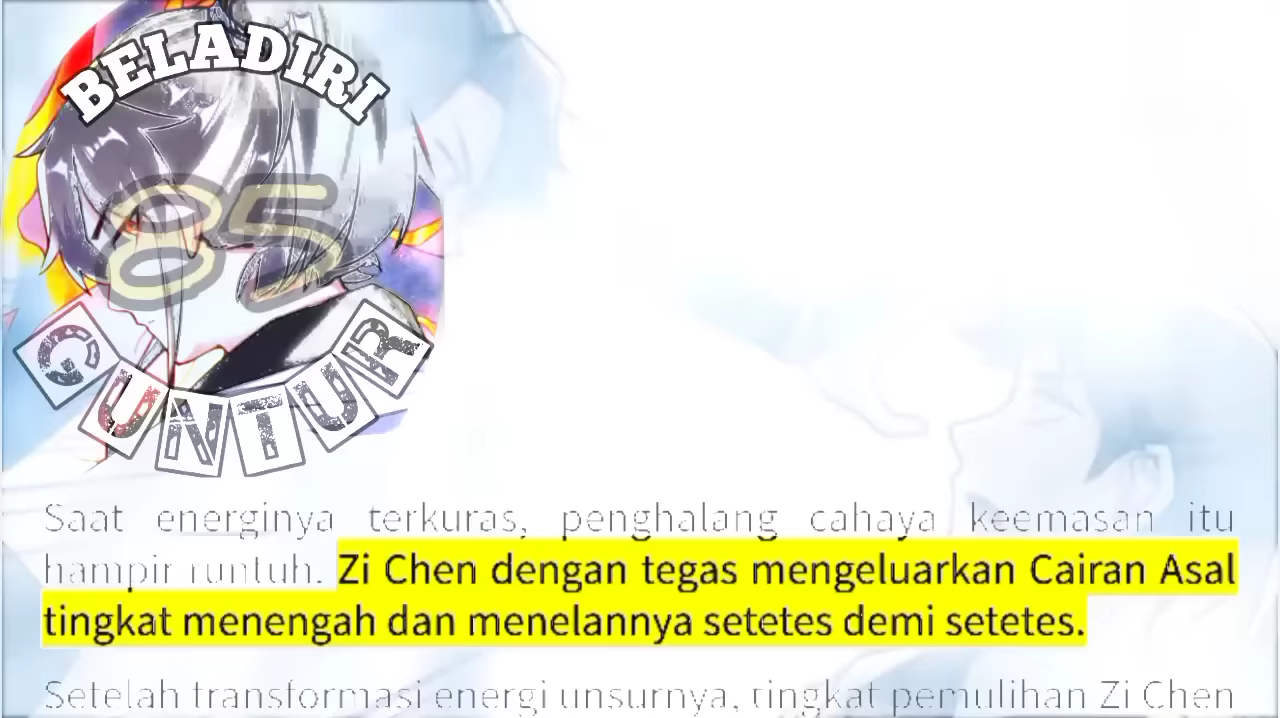 BELADIRI
85
GUNTUR
Saat energinya terkuras, penghalang cahaya keemasan itu
hampir runtuh. Zi Chen dengan tegas mengeluarkan Cairan Asal
tingkat menengah dan menelannya setetes demi setetes.
Setelah transformasi energi unsurnya, tingkat pemulihan Zi Chen